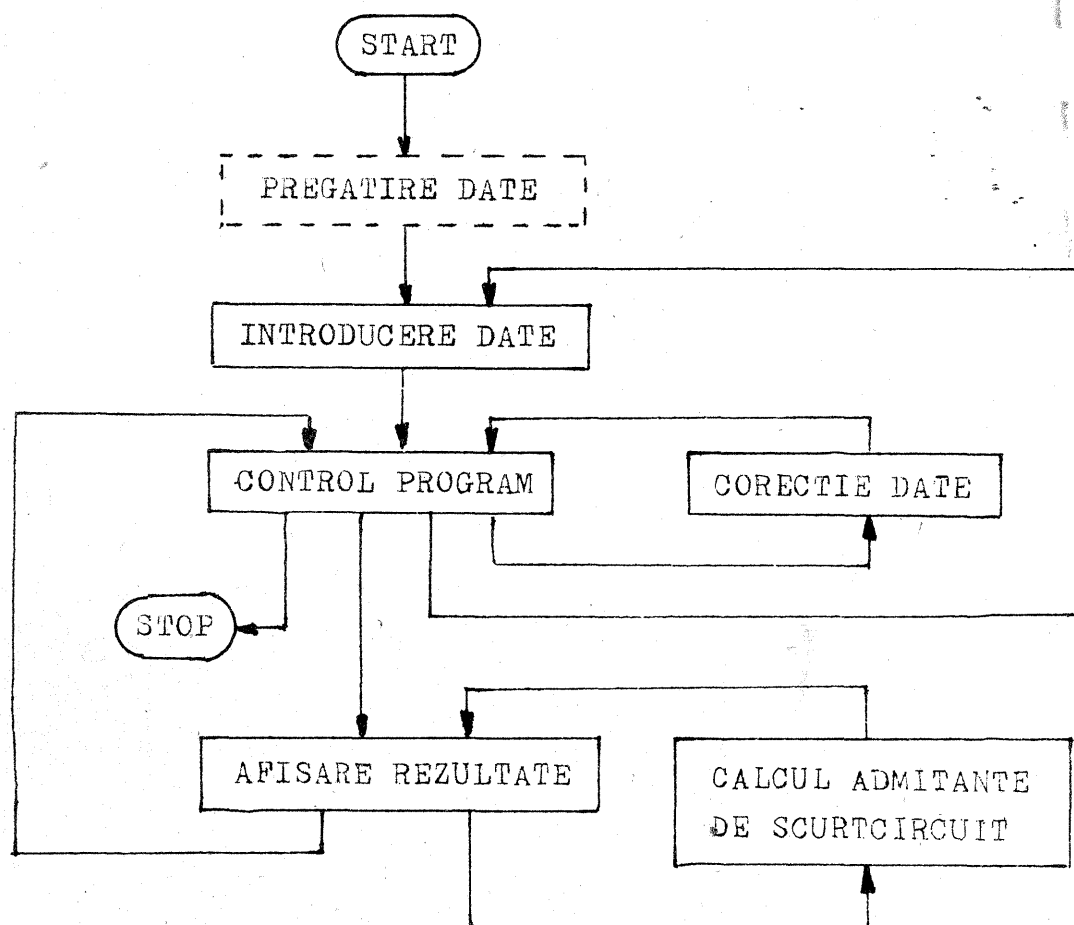 START
PREGATIRE DATE
INTRODUCERE DATE
CONTROL PROGRAM
CORECTIE DATE
STOP
AFISARE REZULTATE
CALCUL ADMITANTE
DE SCURTCIRCUIT